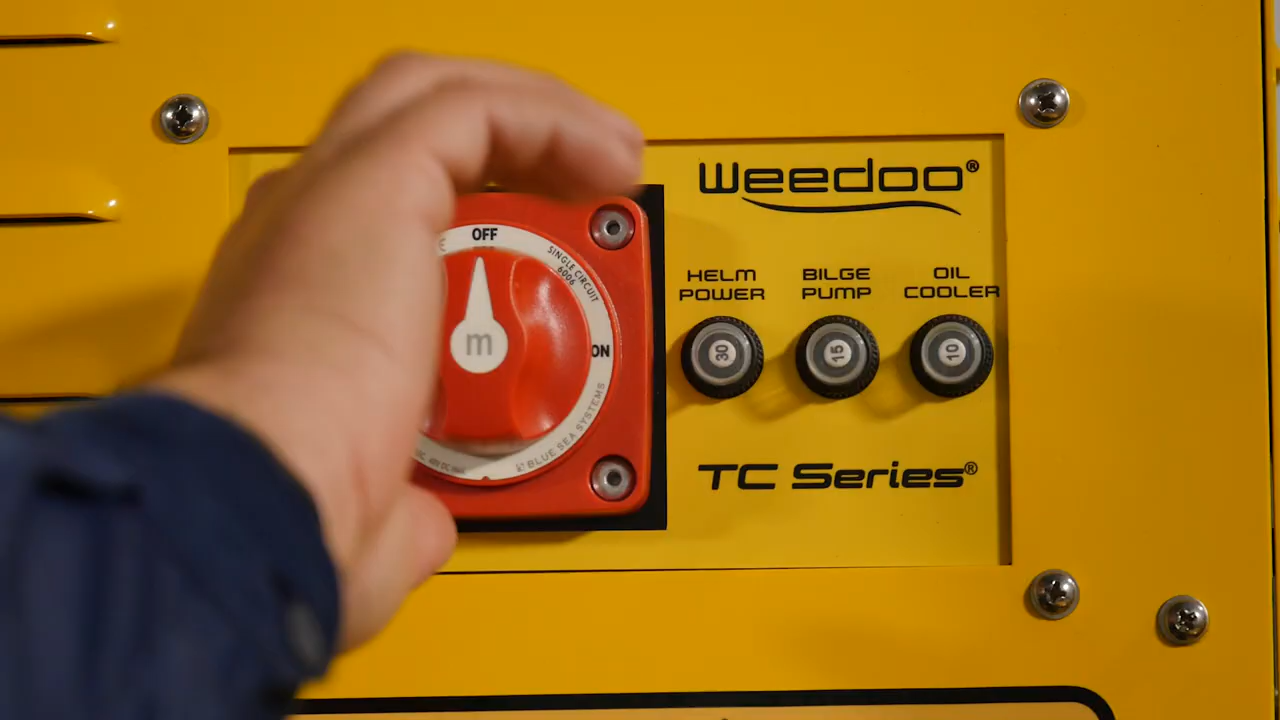 Weedoo®
OFF
SINGLE CIRCUIT
6006
ON
m
BLUE SEA SYSTEMS
HELM
POWER
BILGE
PUMP
OIL
COOLER
30
15
10
TC Series®